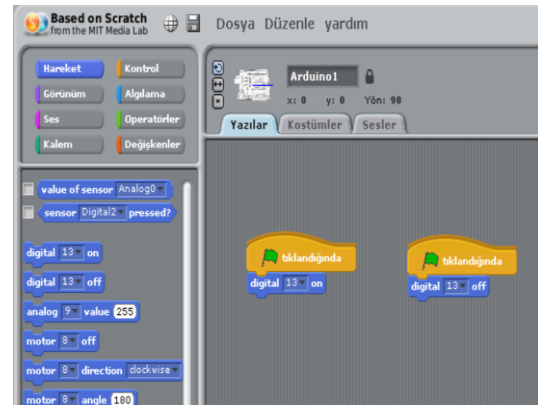 Based on Scratch
from the MIT Media Lab
Dosya Düzenle yardım
Hareket Kontrol
Görünüm Algılama
Ses Operatörler
Kalem Değişkenler
Arduino1
x: 0 y: 0 Yön: 90
Yazılar Kostümler Sesler
value of sensor Analog0
sensor Digital2 pressed?
digital 13 on
digital 13 off
analog 9 value 255
motor 8 off
motor 8 direction clockwise
motor 8 angle 180
tıklandığında
digital 13 on
tıklandığında
digital 13 off